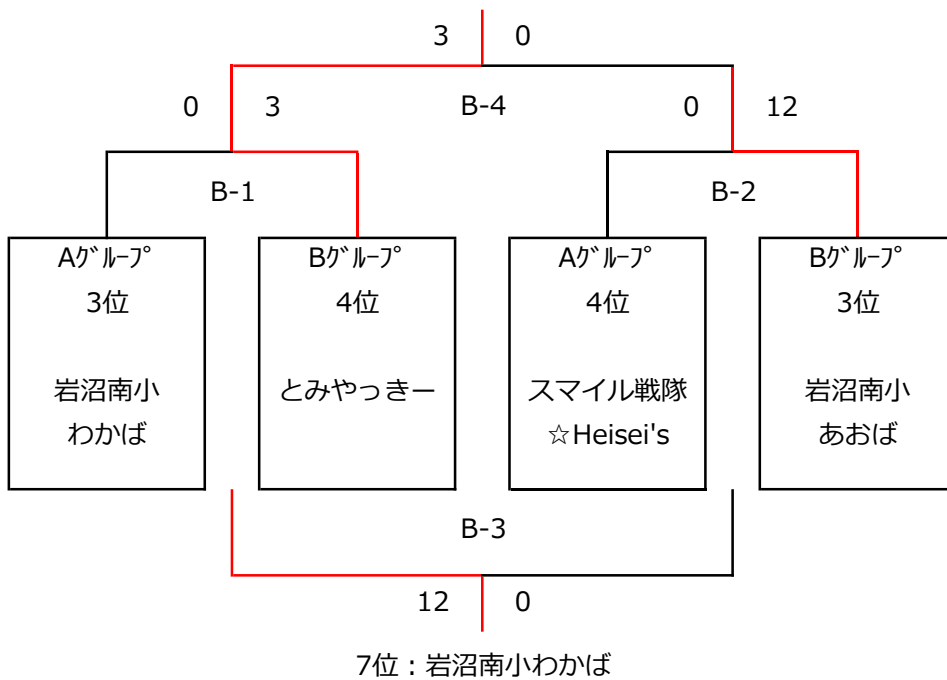 3 0
0 3 B-4 0 12
B-1 B-2
Aｸﾞﾙｰﾌﾟ Bｸﾞﾙｰﾌﾟ Aｸﾞﾙｰﾌﾟ Bｸﾞﾙｰﾌﾟ
3位 4位 4位 3位
岩沼南小 とみやっきー スマイル戦隊 岩沼南小
わかば ☆Heisei's あおば
B-3
12 0
7位：岩沼南小わかば